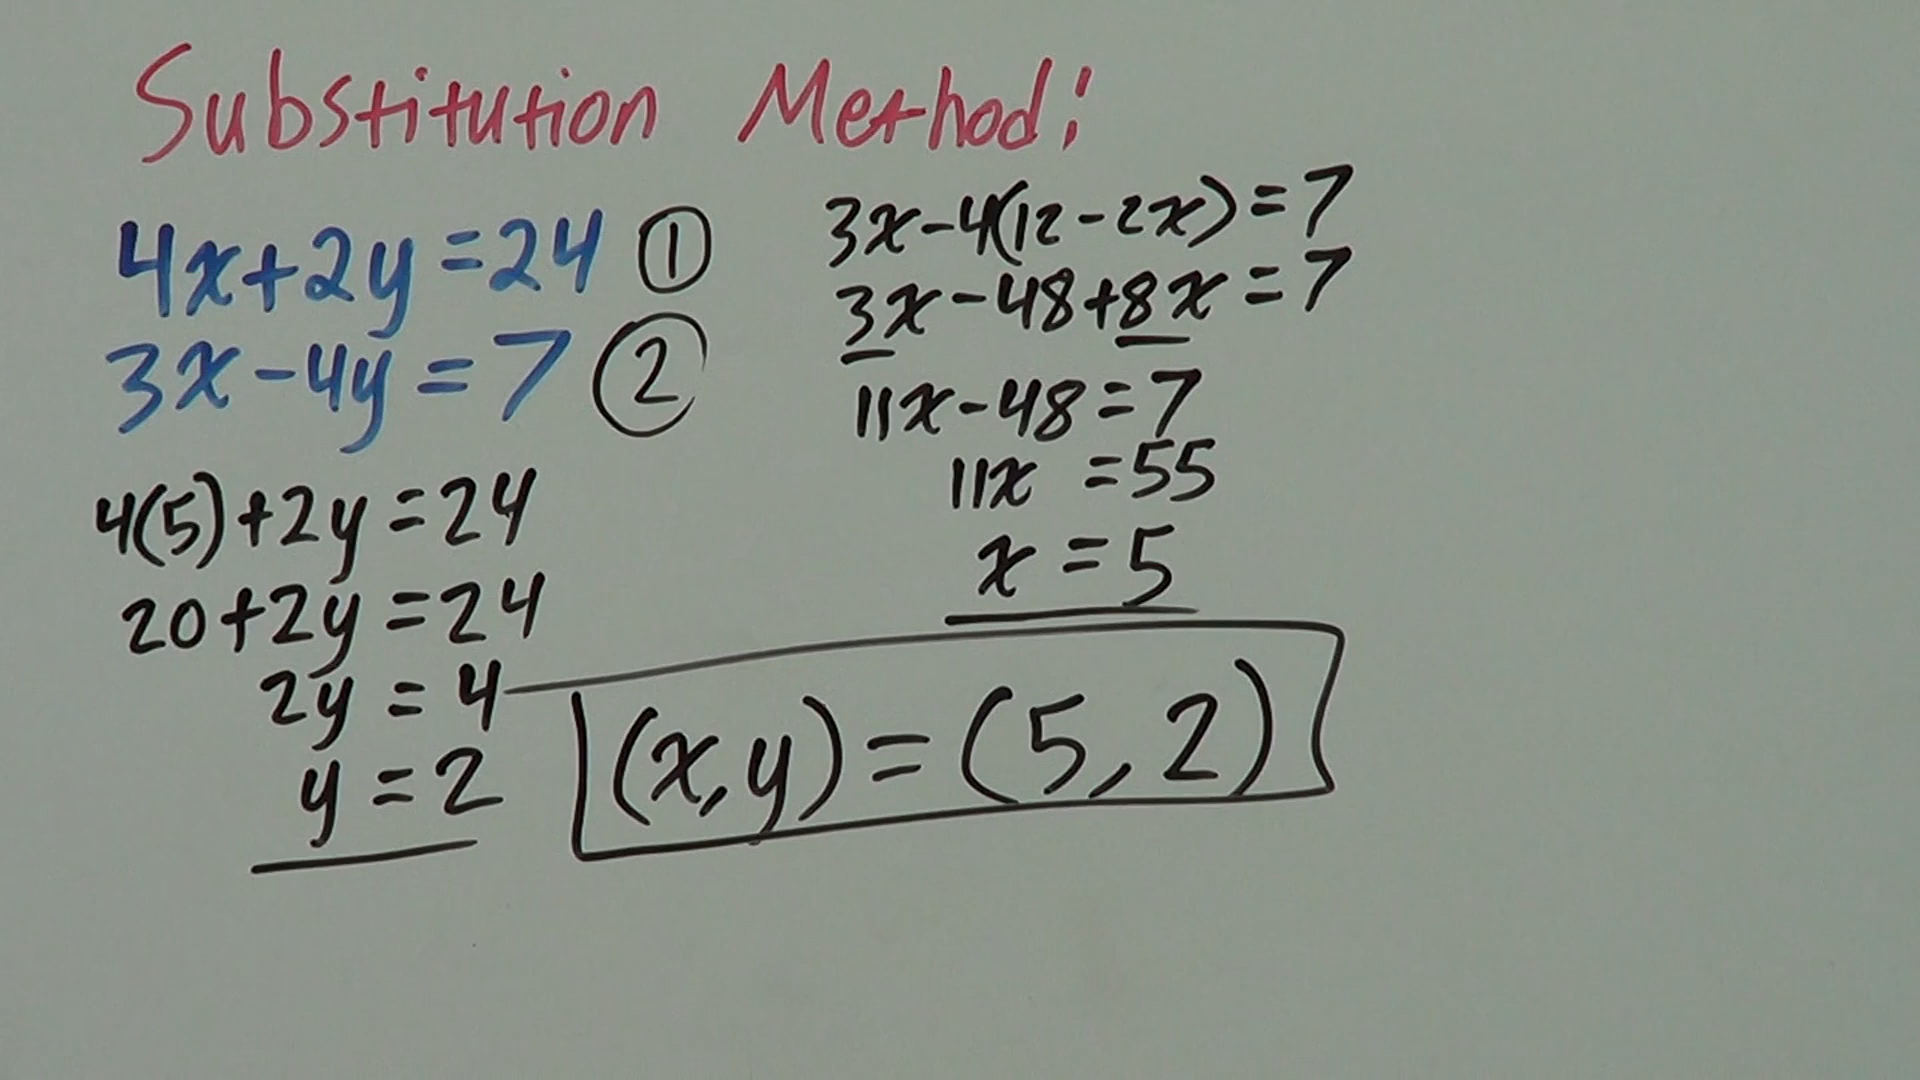 Substitution Method:
4x+2y=24 ①
3x-4y=7 ②
4(5)+2y=24
20+2y=24
2y=4
y=2
3x-4(12-2x)=7
3x-48+8x=7
11x-48=7
11x=55
x=5
(x,y)=(5,2)